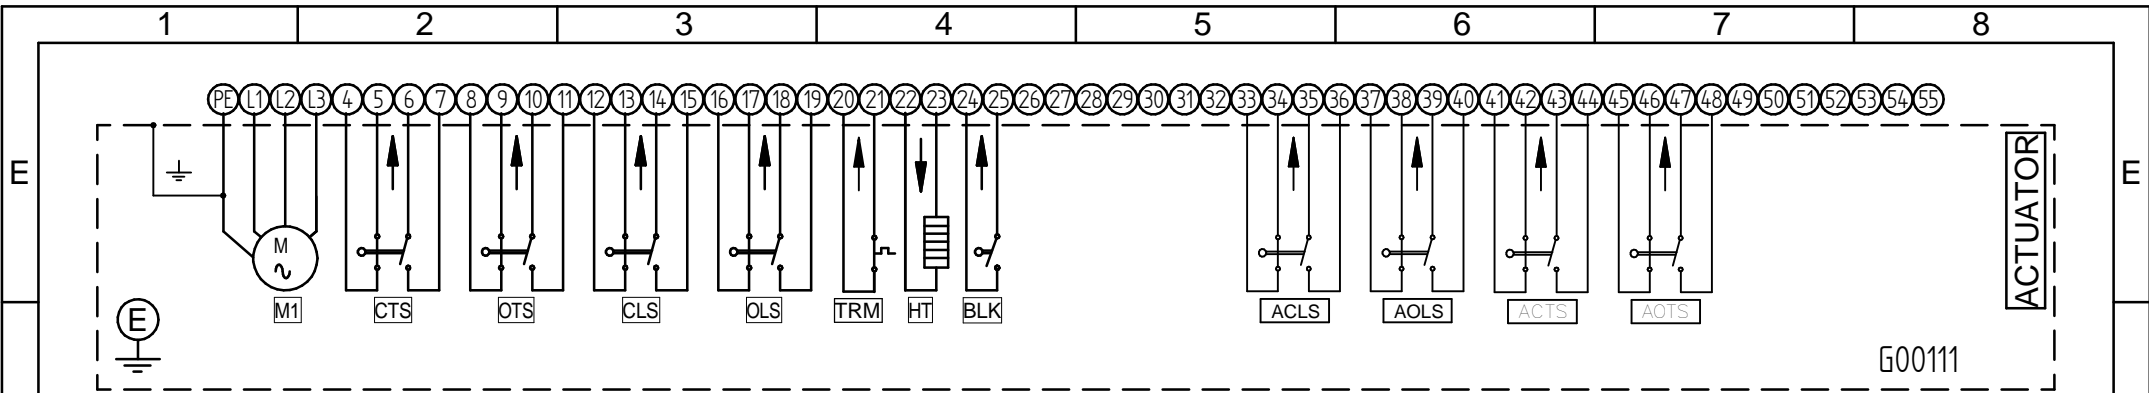 1 2 3 4 5 6 7 8
PE L1 L2 L3 4 5 6 7 8 9 10 11 12 13 14 15 16 17 18 19 20 21 22 23 24 25 26 27 28 29 30 31 32 33 34 35 36 37 38 39 40 41 42 43 44 45 46 47 48 49 50 51 52 53 54 55
E E
ACTUATOR
M
M1 CTS OTS CLS OLS TRM HT BLK ACLS AOLS ACTS AOTS
E
G00111